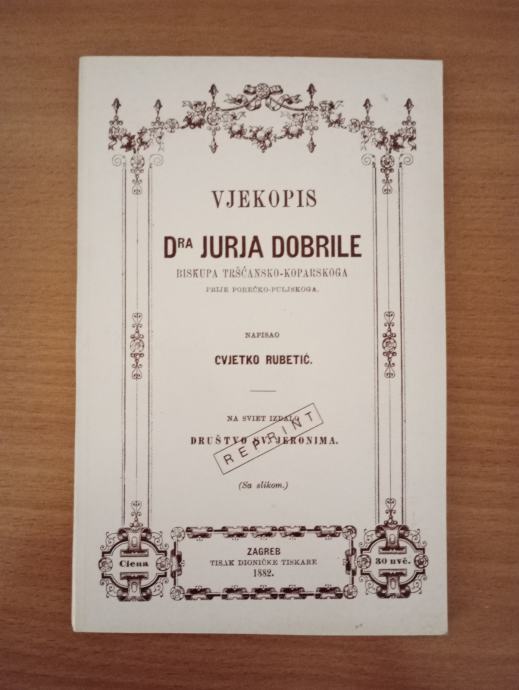 VJEKOPIS
DRA JURJA DOBRILE
BISKUPA TRŠĆANSKO-KOPARSKOGA
PRIJE POREČKO-PULJSKOGA.
NAPISAO
CVJETKO RUBETIĆ.
NA SVIET IZDALO
DRUŠTVO SV. JERONIMA.
REPRINT
(Sa slikom.)
ZAGREB
TISAK DIONIČKE TISKARE
1882.
Ciena
30 nvč.